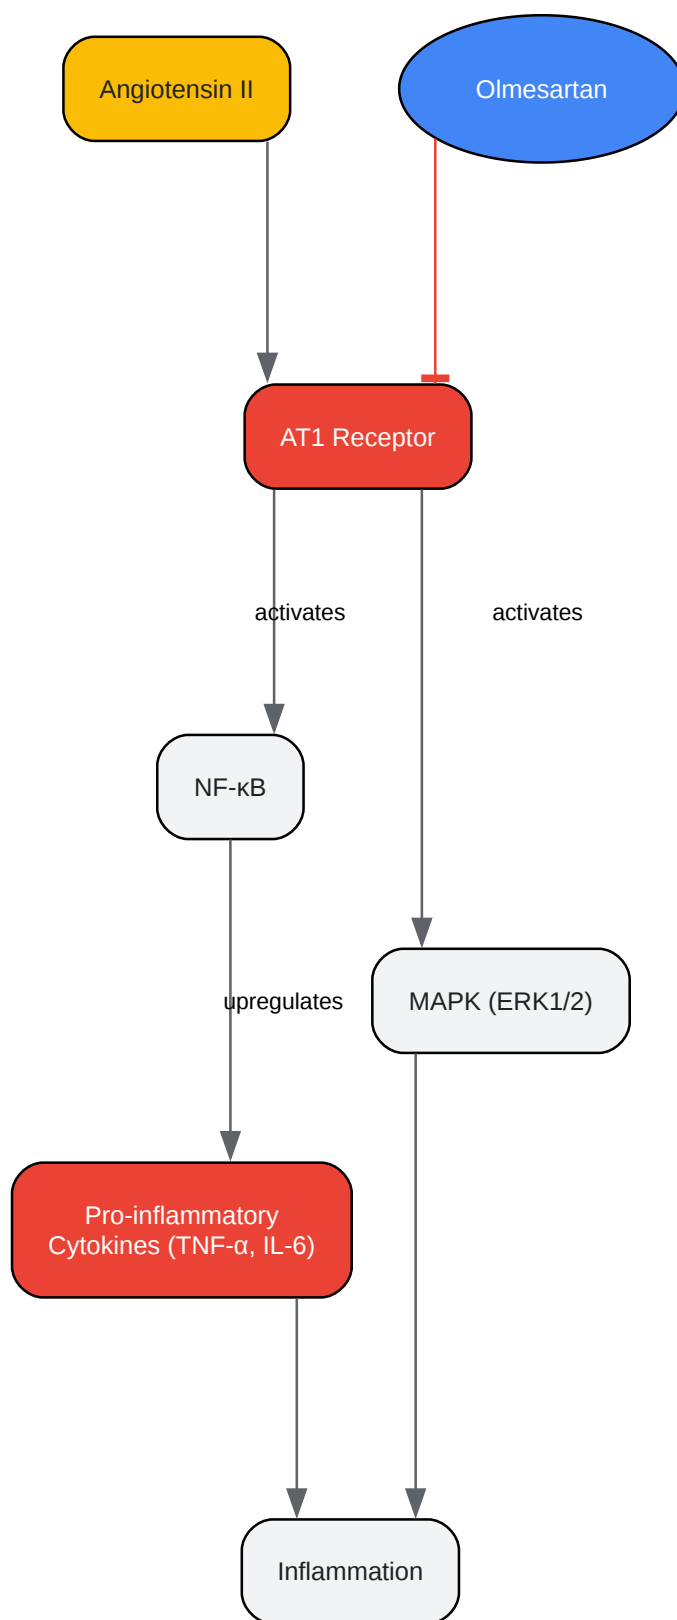 Angiotensin II
Olmesartan
AT1 Receptor
activates
activates
NF-κB
upregulates
MAPK (ERK1/2)
Pro-inflammatory
Cytokines (TNF-α, IL-6)
Inflammation